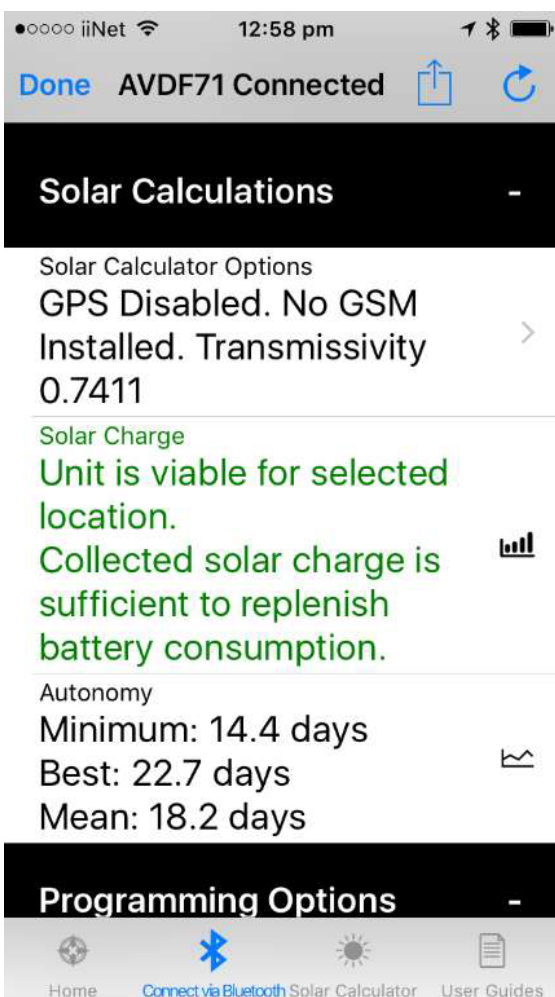 iiNet 12:58 pm
Done AVDF71 Connected
Solar Calculations -
Solar Calculator Options
GPS Disabled. No GSM
Installed. Transmissivity
0.7411
Solar Charge
Unit is viable for selected
location.
Collected solar charge is
sufficient to replenish
battery consumption.
Autonomy
Minimum: 14.4 days
Best: 22.7 days
Mean: 18.2 days
Programming Options -
Home Connect via Bluetooth Solar Calculator User Guides